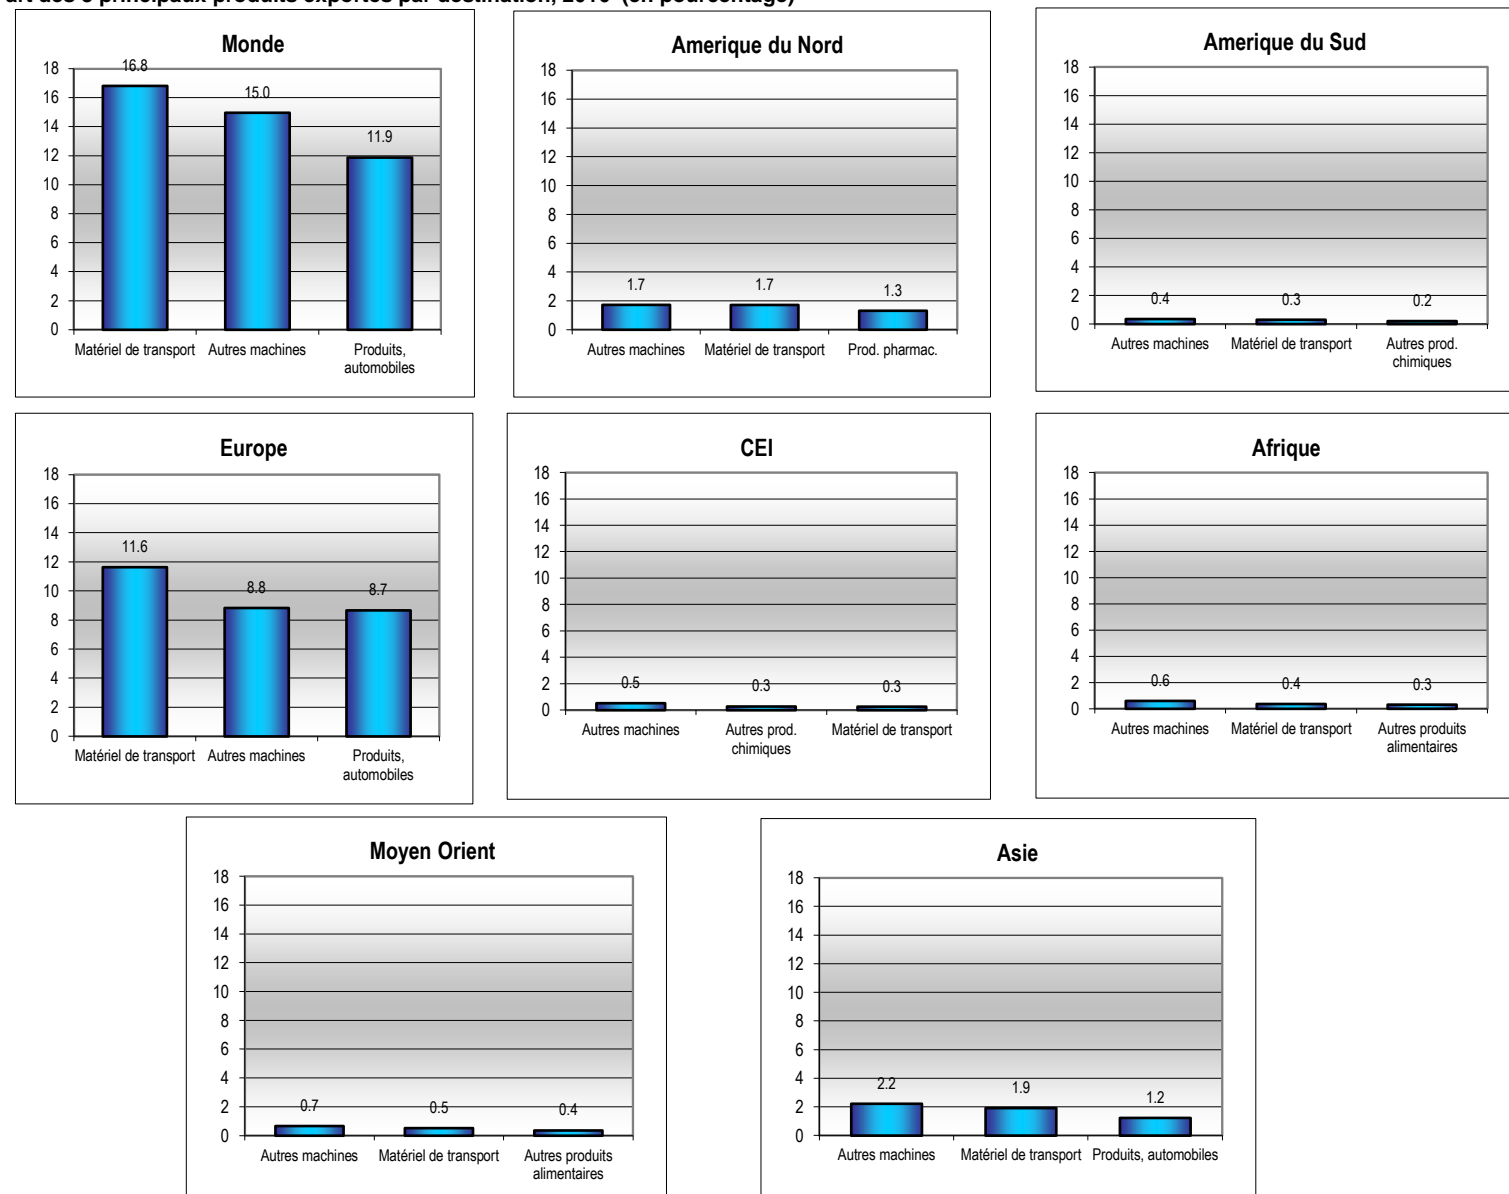 des 3 principaux produits exportés par destination, 2010 (en pourcentage)
Monde
18
16
14
12
10
8
6
4
2
0
16.8
15.0
11.9
Matériel de transport
Autres machines
Produits,
automobiles
Amerique du Nord
18
16
14
12
10
8
6
4
2
0
1.7
1.7
1.3
Autres machines
Matériel de transport
Prod. pharmac.
Amerique du Sud
18
16
14
12
10
8
6
4
2
0
0.4
0.3
0.2
Autres machines
Matériel de transport
Autres prod.
chimiques
Europe
18
16
14
12
10
8
6
4
2
0
11.6
8.8
8.7
Matériel de transport
Autres machines
Produits,
automobiles
CEI
18
16
14
12
10
8
6
4
2
0
0.5
0.3
0.3
Autres machines
Autres prod.
chimiques
Matériel de transport
Afrique
18
16
14
12
10
8
6
4
2
0
0.6
0.4
0.3
Autres machines
Matériel de transport
Autres produits
alimentaires
Moyen Orient
18
16
14
12
10
8
6
4
2
0
0.7
0.5
0.4
Autres machines
Matériel de transport
Autres produits
alimentaires
Asie
18
16
14
12
10
8
6
4
2
0
2.2
1.9
1.2
Autres machines
Matériel de transport
Produits, automobiles